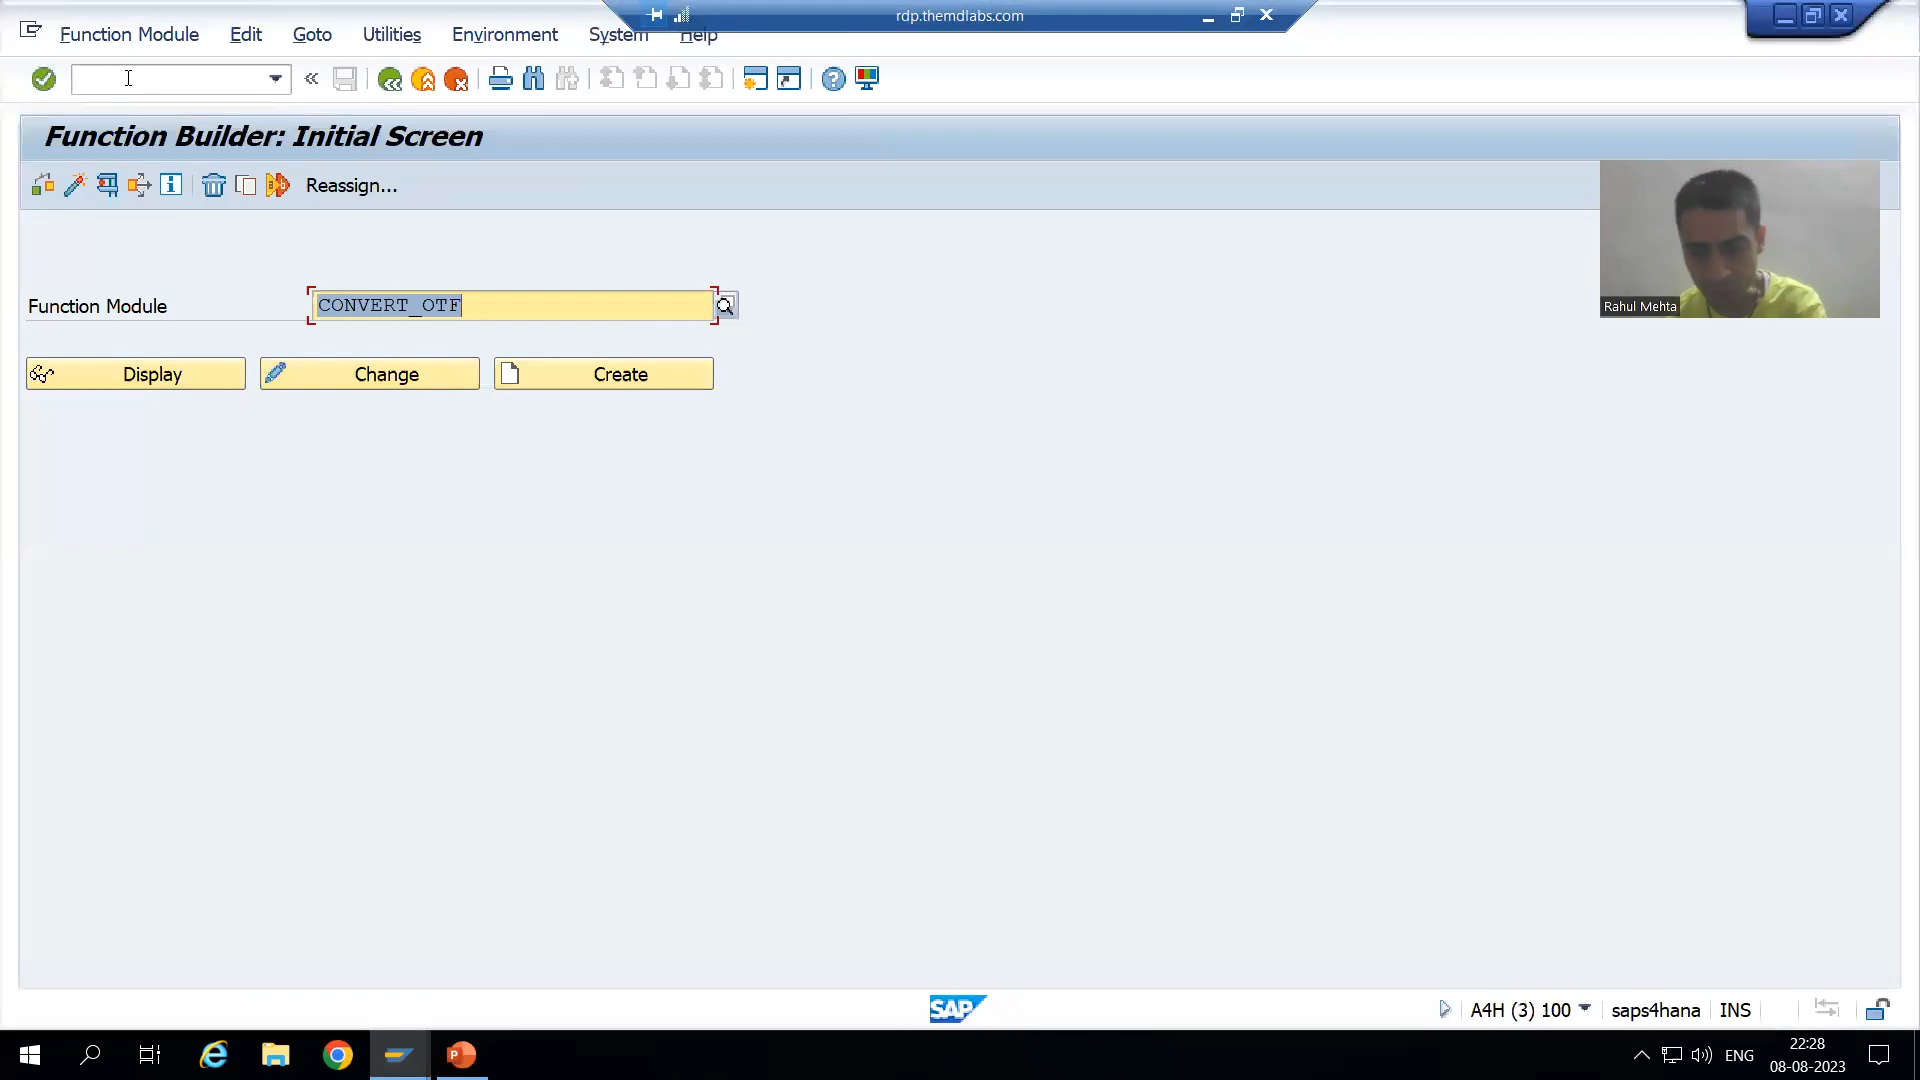 rdp.themdlabs.com
Function Module Edit Goto Utilities Environment System Help
Function Builder: Initial Screen
Reassign...
Rahul Mehta
Function Module CONVERT_OTF
Display Change Create
SAP
A4H (3) 100 saps4hana INS
ENG
22:28
08-08-2023